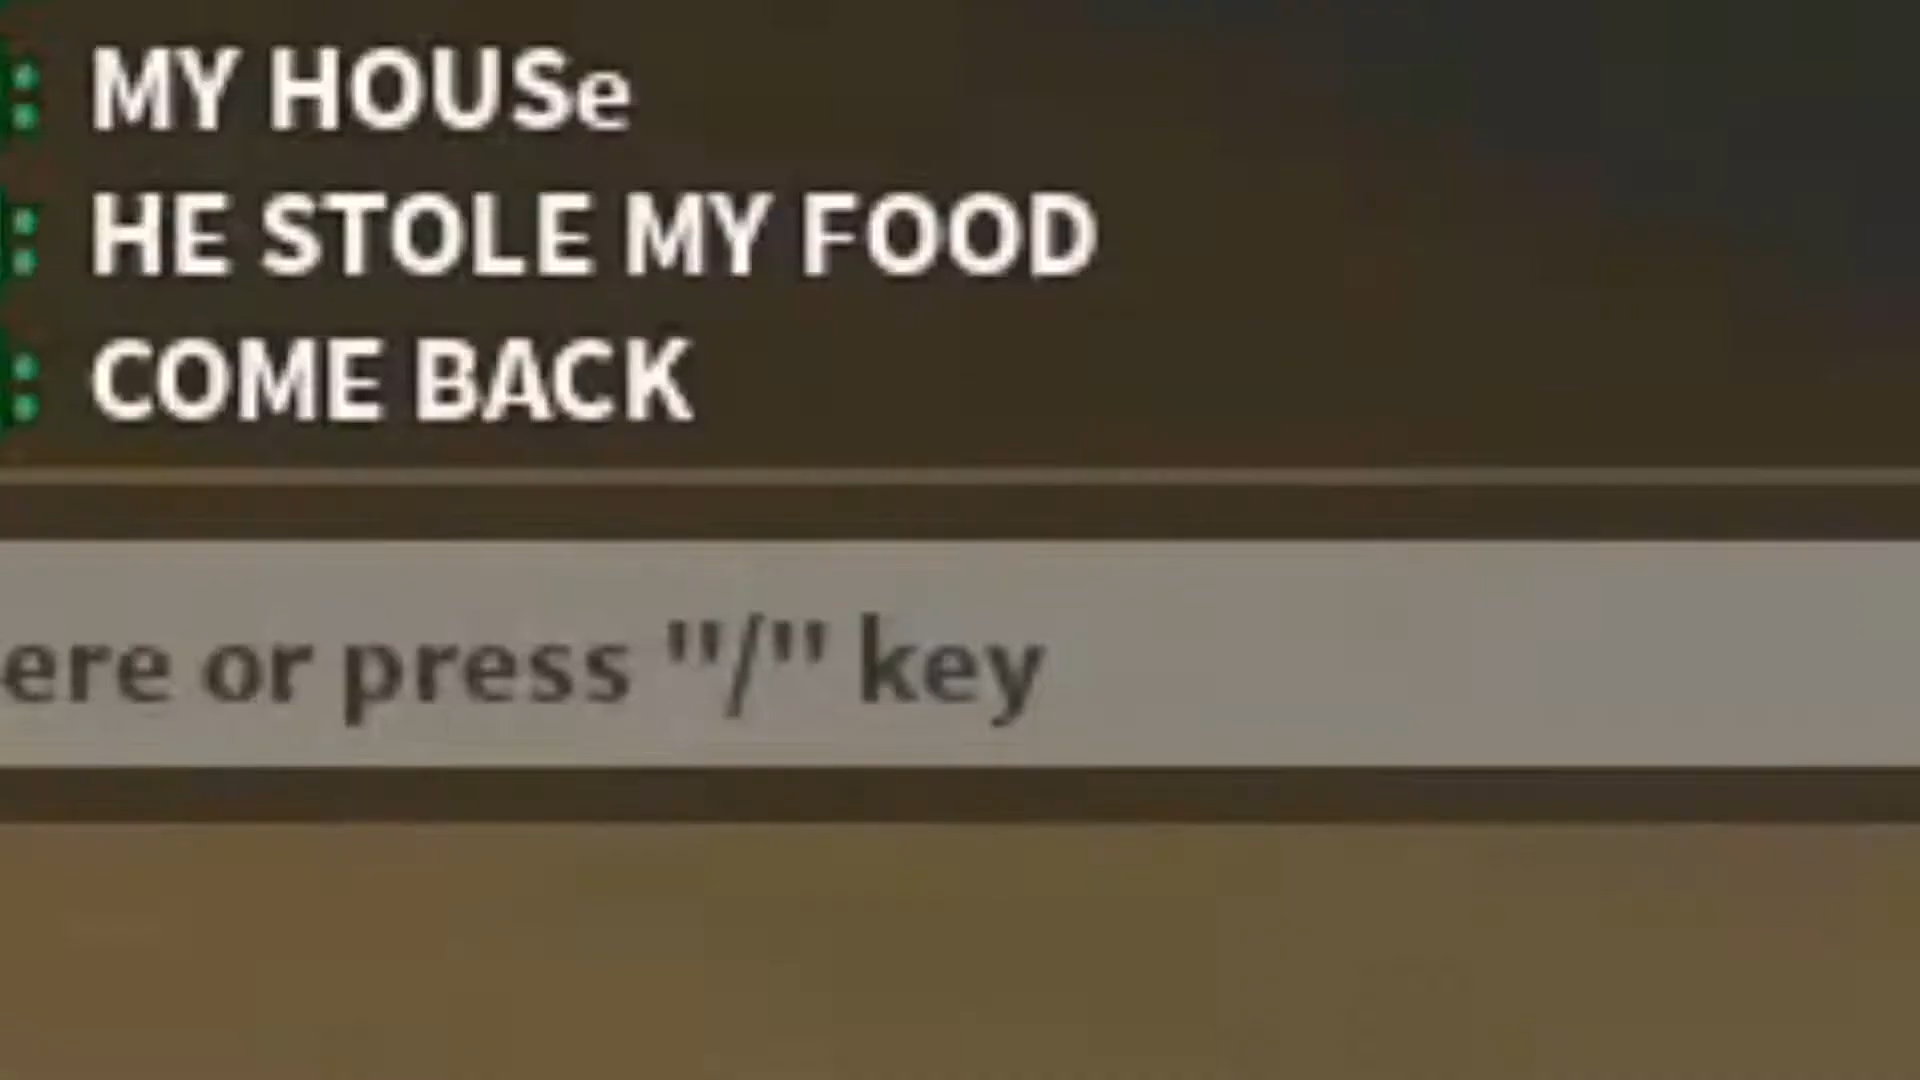 : MY HOUSe
: HE STOLE MY FOOD
: COME BACK
ere or press "/" key